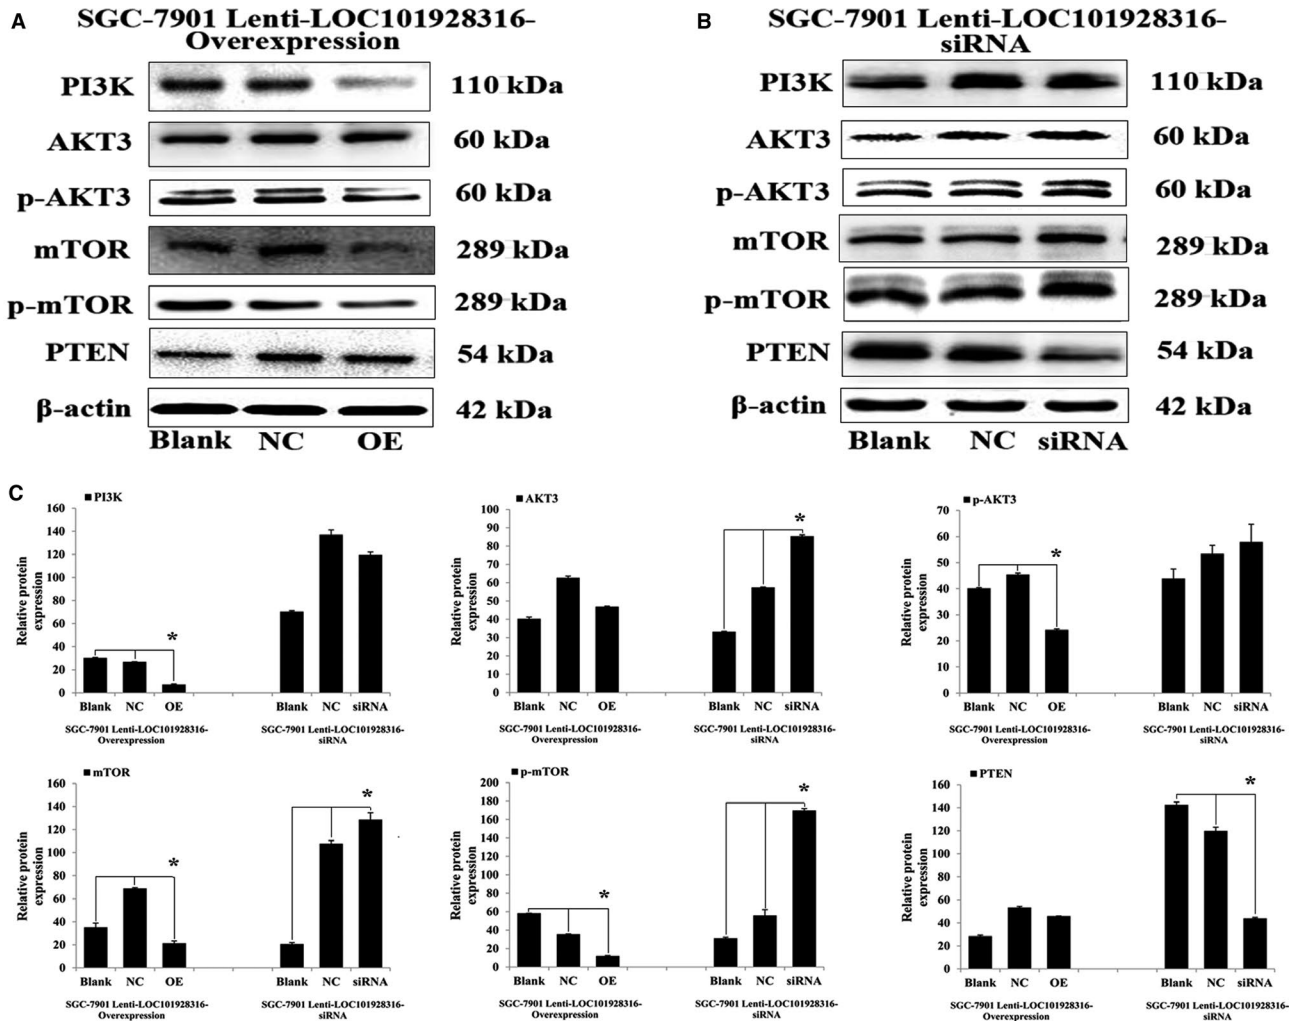 A
SGC-7901 Lenti-LOC101928316-
Overexpression
PI3K 110 kDa
AKT3 60 kDa
p-AKT3 60 kDa
mTOR 289 kDa
p-mTOR 289 kDa
PTEN 54 kDa
β-actin 42 kDa
Blank NC OE
B
SGC-7901 Lenti-LOC101928316-
siRNA
PI3K 110 kDa
AKT3 60 kDa
p-AKT3 60 kDa
mTOR 289 kDa
p-mTOR 289 kDa
PTEN 54 kDa
β-actin 42 kDa
Blank NC siRNA
C
PI3K
Relative protein
expression
160
140
120
100
80
60
40
20
0
*
Blank NC OE Blank NC siRNA
SGC-7901 Lenti-LOC101928316-
Overexpression
SGC-7901 Lenti-LOC101928316-
siRNA
AKT3
Relative protein
expression
100
90
80
70
60
50
40
30
20
10
0
*
Blank NC OE Blank NC siRNA
SGC-7901 Lenti-LOC101928316-
Overexpression
SGC-7901 Lenti-LOC101928316-
siRNA
p-AKT3
Relative protein
expression
70
60
50
40
30
20
10
0
*
Blank NC OE Blank NC siRNA
SGC-7901 Lenti-LOC101928316-
Overexpression
SGC-7901 Lenti-LOC101928316-
siRNA
mTOR
Relative protein
expression
160
140
120
100
80
60
40
20
0
*
*
Blank NC OE Blank NC siRNA
SGC-7901 Lenti-LOC101928316-
Overexpression
SGC-7901 Lenti-LOC101928316-
siRNA
p-mTOR
Relative protein
expression
200
180
160
140
120
100
80
60
40
20
0
*
*
Blank NC OE Blank NC siRNA
SGC-7901 Lenti-LOC101928316-
Overexpression
SGC-7901 Lenti-LOC101928316-
siRNA
PTEN
Relative protein
expression
160
140
120
100
80
60
40
20
0
*
Blank NC OE Blank NC siRNA
SGC-7901 Lenti-LOC101928316-
Overexpression
SGC-7901 Lenti-LOC101928316-
siRNA